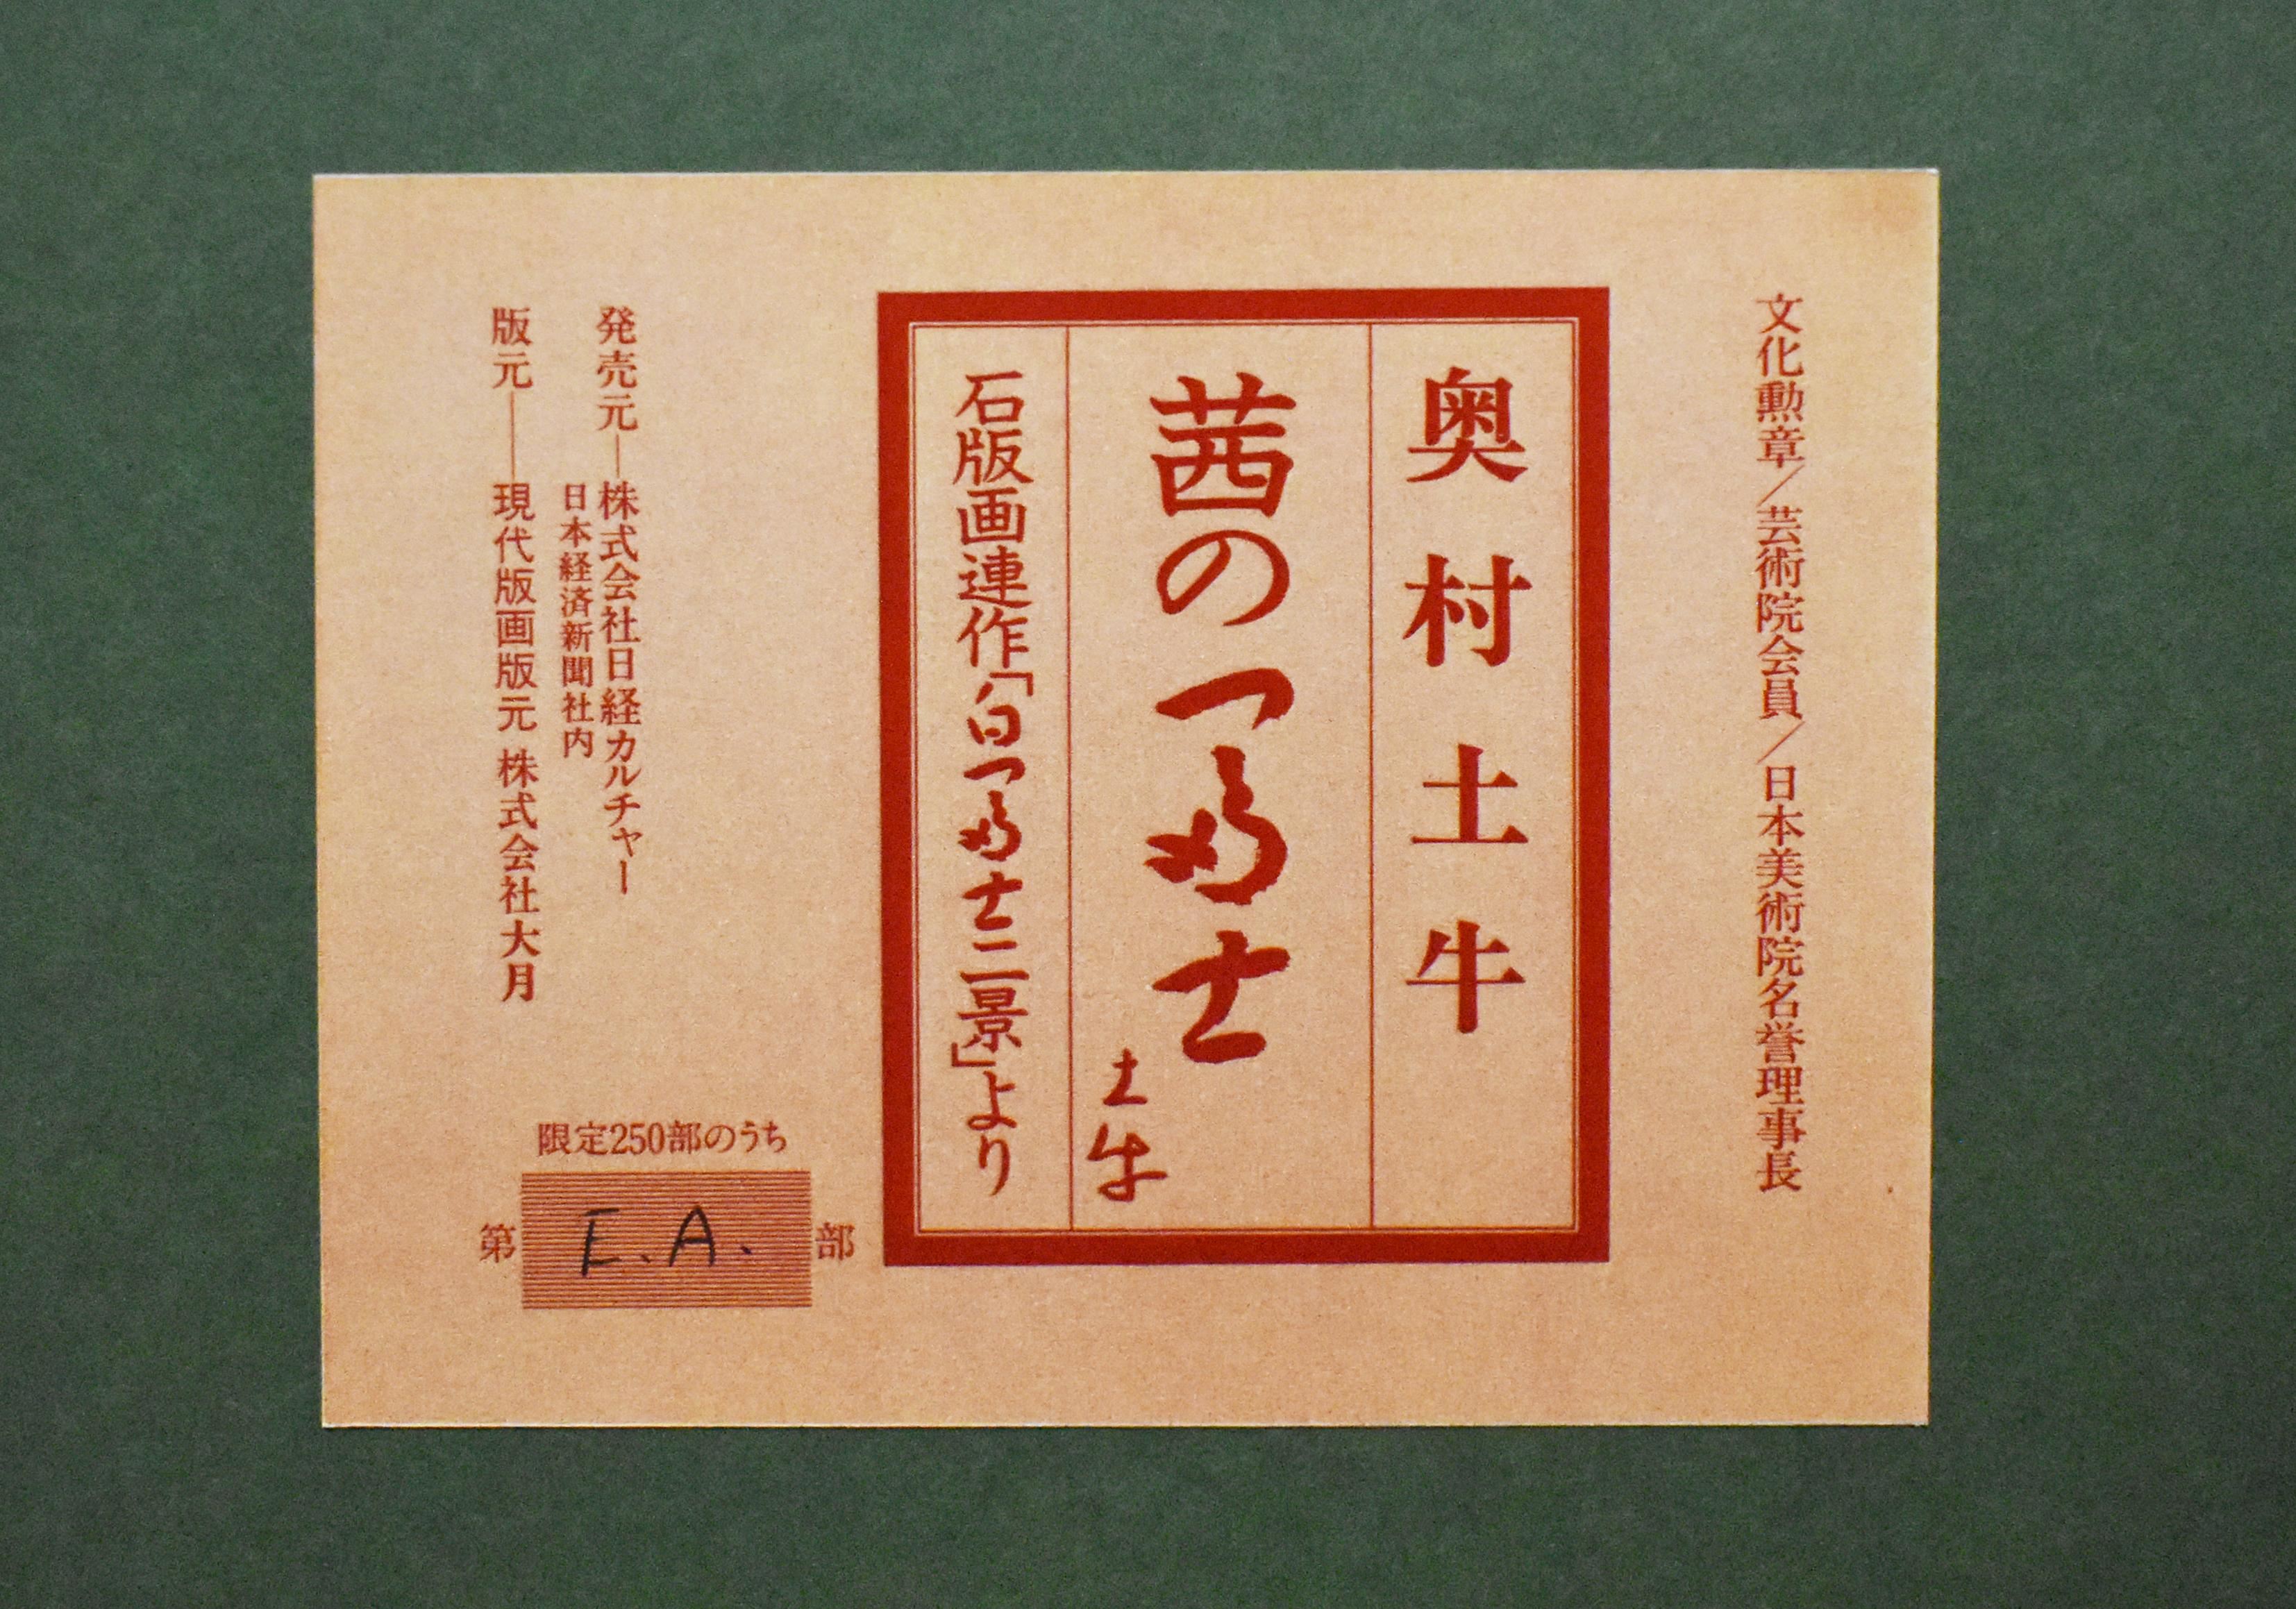 文化勲章／芸術院会員／日本美術院名誉理事長
奥村土牛
茜の冨士
土牛
石版画連作「白冨士二景」より
発売元―株式会社日経カルチャー
日本経済新聞社内
版元――現代版画版元 株式会社大月
限定250部のうち
第 E.A. 部